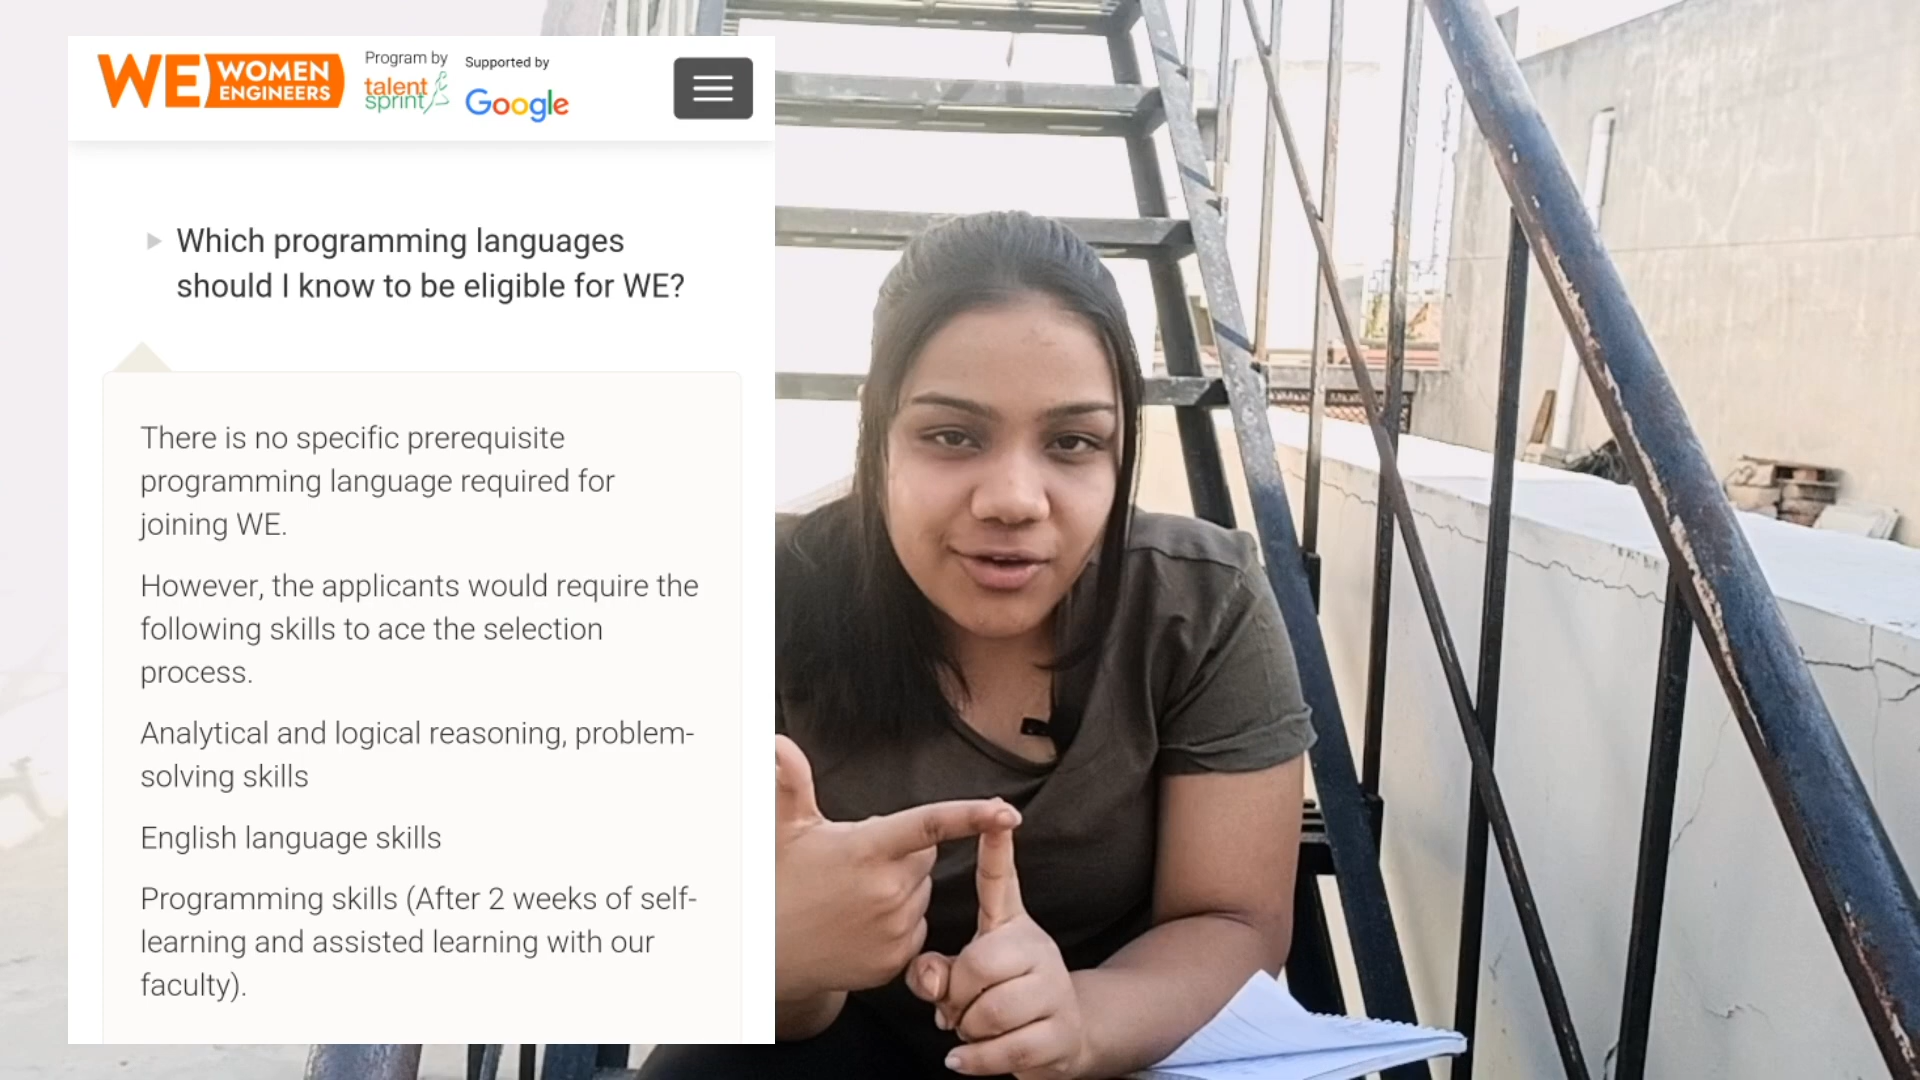 WE WOMEN ENGINEERS
Program by
talent sprint
Supported by
Google
Which programming languages
should I know to be eligible for WE?
There is no specific prerequisite
programming language required for
joining WE.
However, the applicants would require the
following skills to ace the selection
process.
Analytical and logical reasoning, problem-
solving skills
English language skills
Programming skills (After 2 weeks of self-
learning and assisted learning with our
faculty).